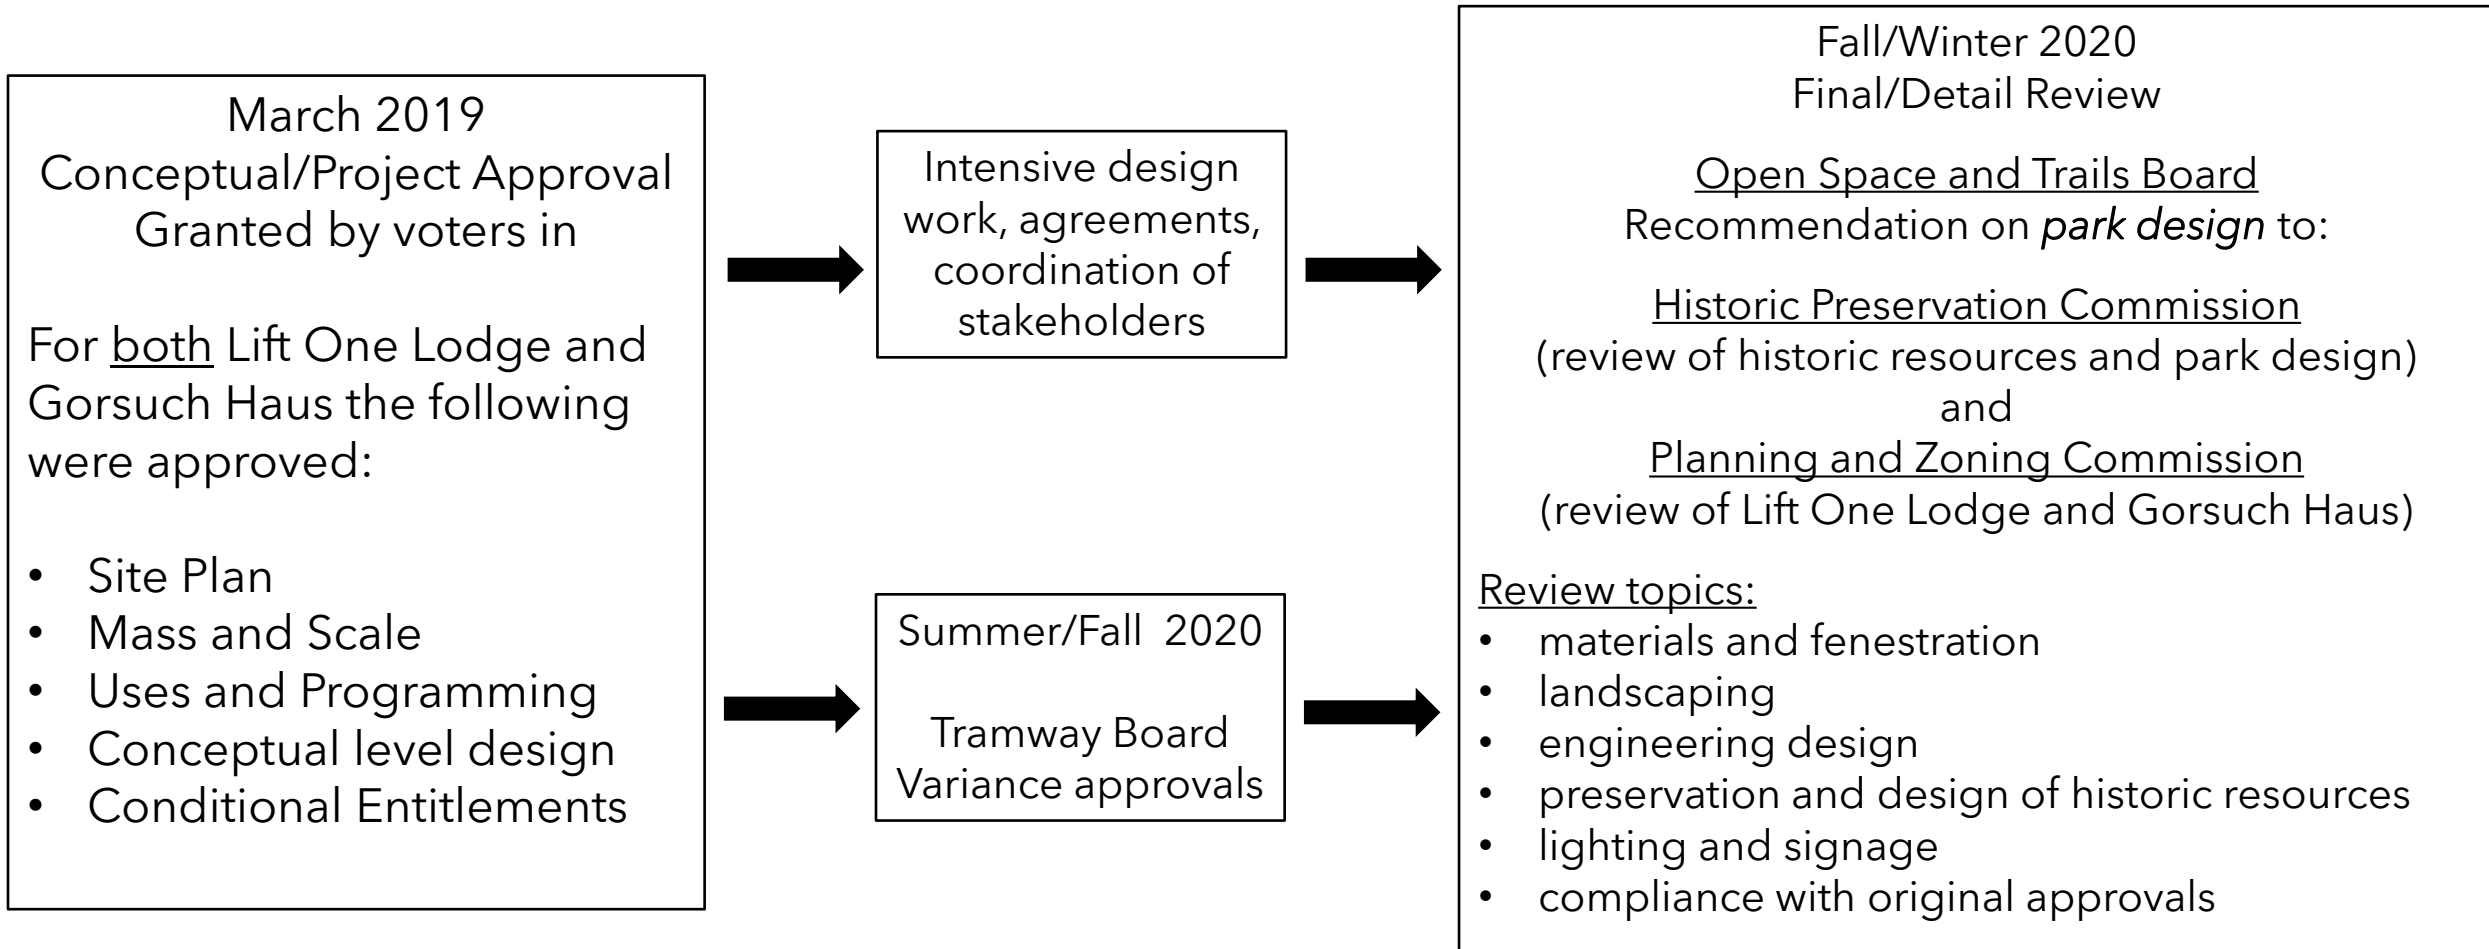 March 2019
Conceptual/Project Approval
Granted by voters in
For both Lift One Lodge and
Gorsuch Haus the following
were approved:
• Site Plan
• Mass and Scale
• Uses and Programming
• Conceptual level design
• Conditional Entitlements
Intensive design
work, agreements,
coordination of
stakeholders
Summer/Fall 2020
Tramway Board
Variance approvals
Fall/Winter 2020
Final/Detail Review
Open Space and Trails Board
Recommendation on park design to:
Historic Preservation Commission
(review of historic resources and park design)
and
Planning and Zoning Commission
(review of Lift One Lodge and Gorsuch Haus)
Review topics:
• materials and fenestration
• landscaping
• engineering design
• preservation and design of historic resources
• lighting and signage
• compliance with original approvals